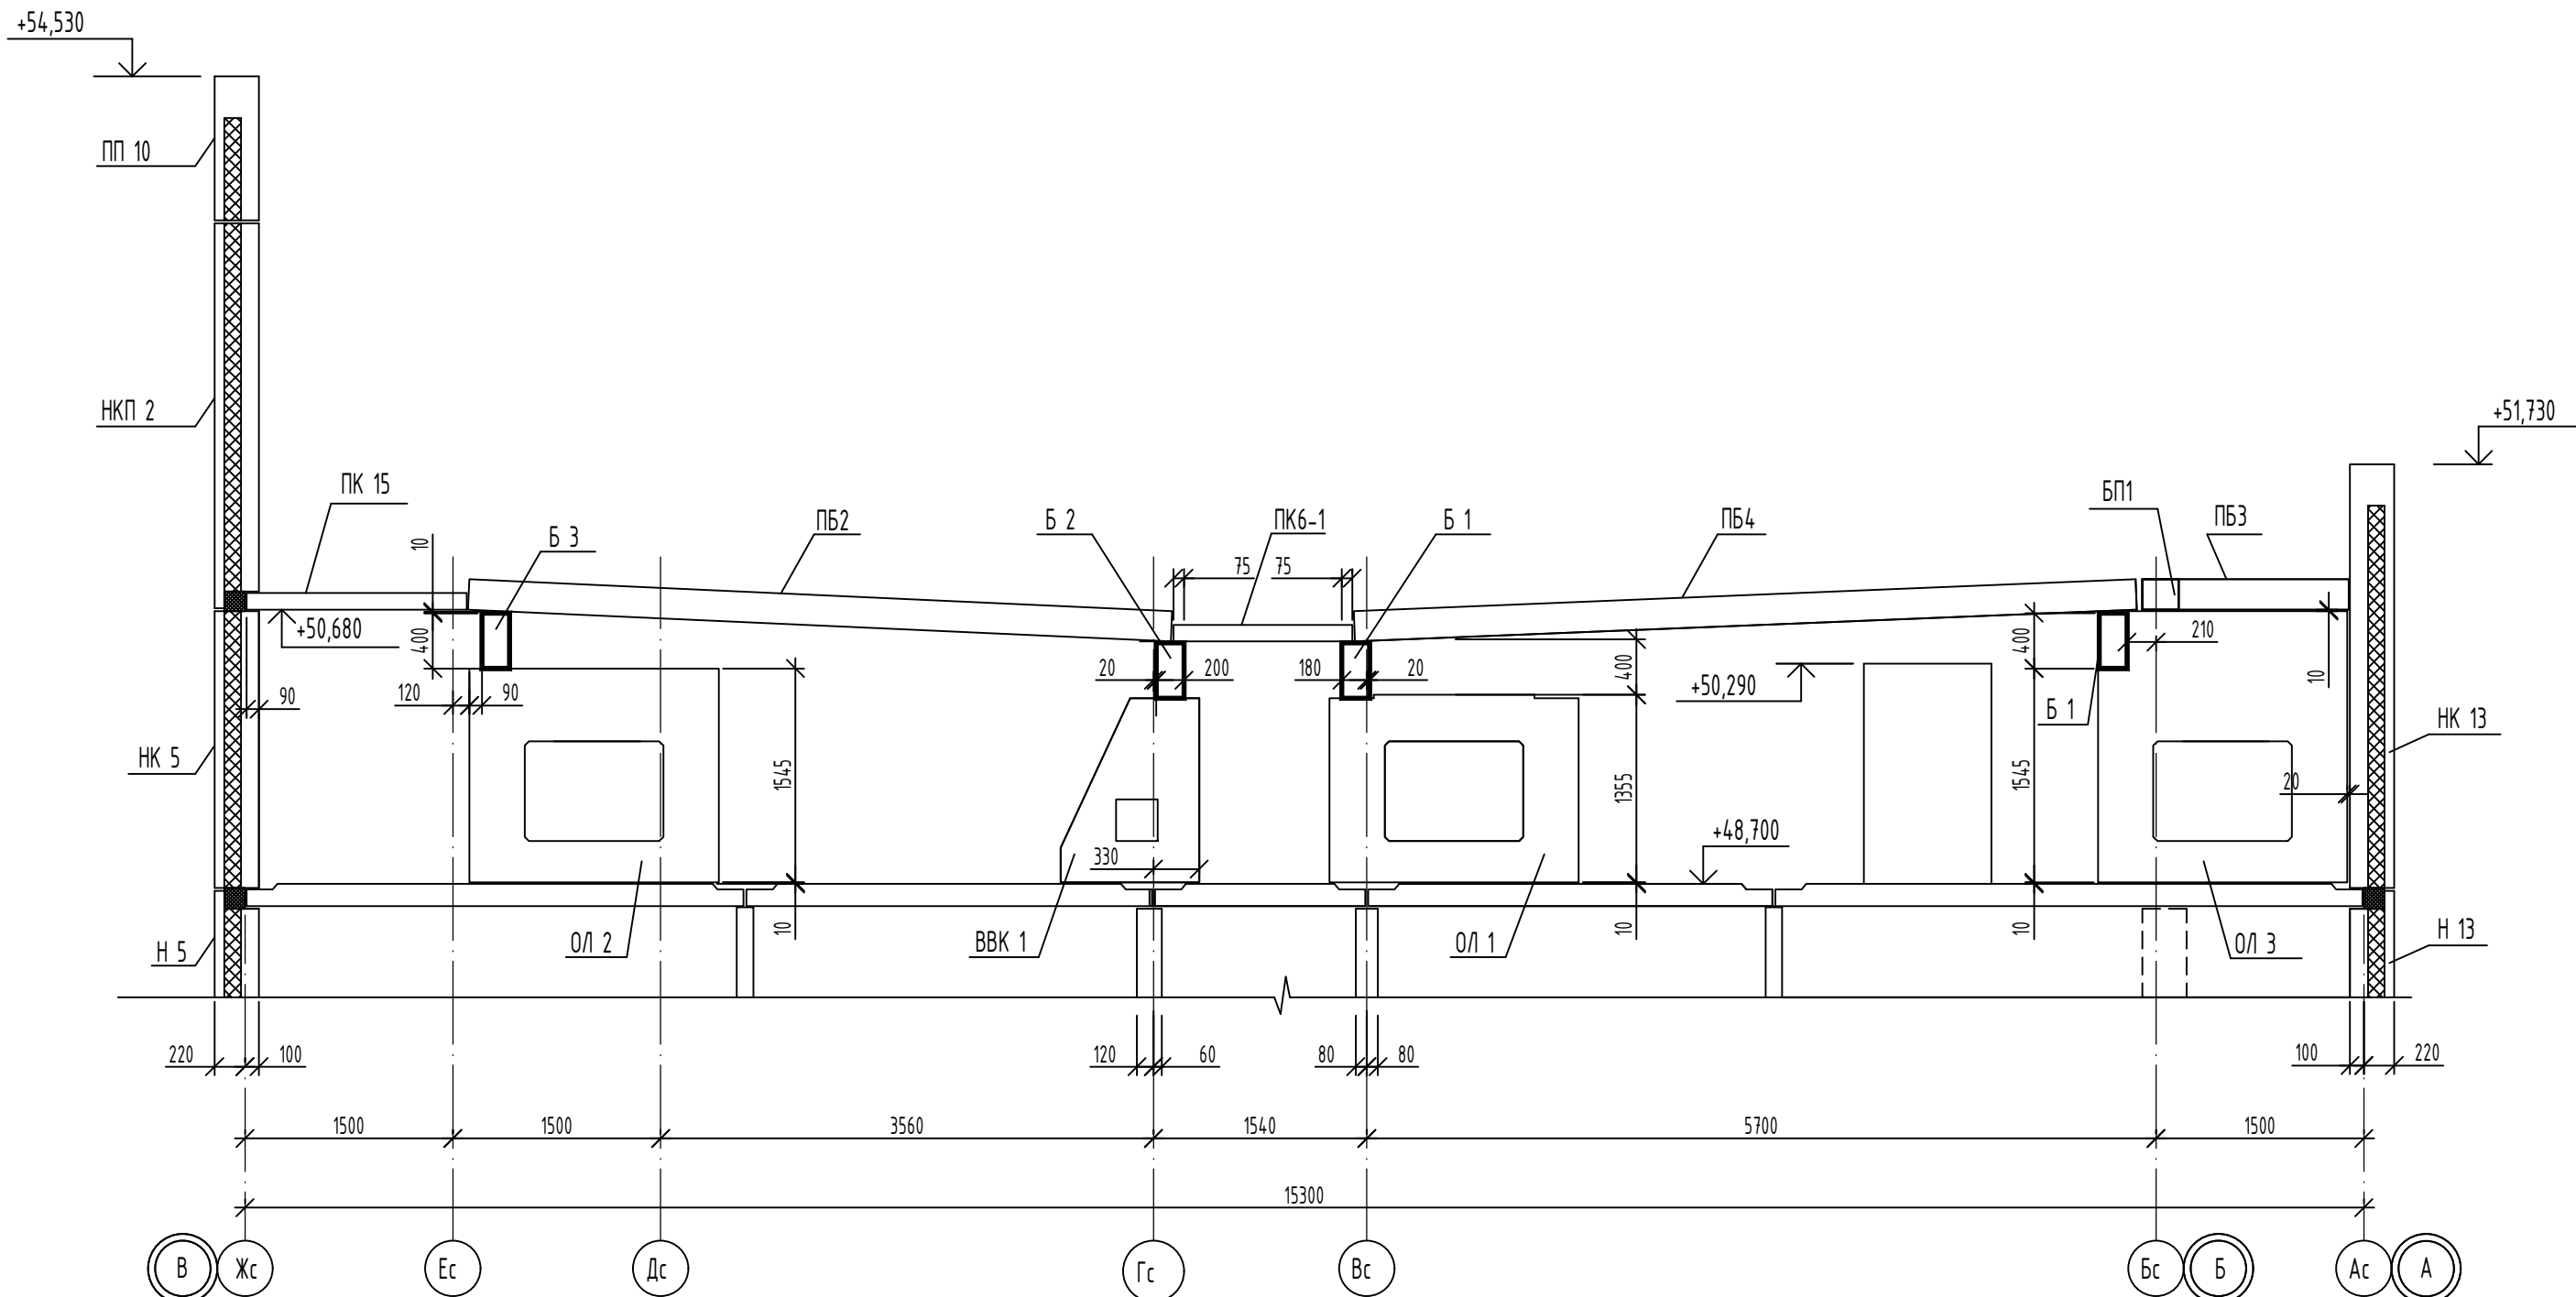 +54,530
ПП 10
НКП 2
+51,730
ПК 15
Б 3
ПБ2
Б 2
ПК6-1
Б 1
ПБ4
БП1
ПБ3
10
75
75
+50,680
400
400
400
210
10
20
200
180
20
+50,290
90
120
90
Б 1
НК 13
НК 5
1545
1355
1545
20
+48,700
330
10
10
10
Н 5
ОЛ 2
ВВК 1
ОЛ 1
ОЛ 3
Н 13
220
100
120
60
80
80
100
220
1500
1500
3560
1540
5700
1500
15300
В
Жс
Ес
Дс
Гс
Вс
Бс
Б
Ас
А